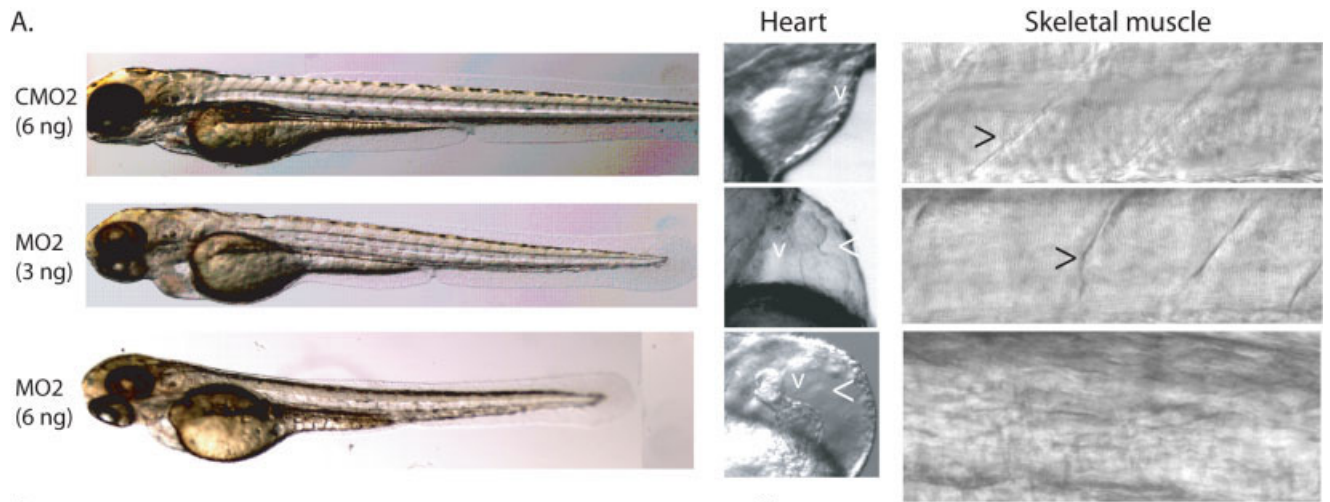 A.
Heart
Skeletal muscle
CMO2
(6 ng)
v
>
MO2
(3 ng)
v
<
>
MO2
(6 ng)
v
<